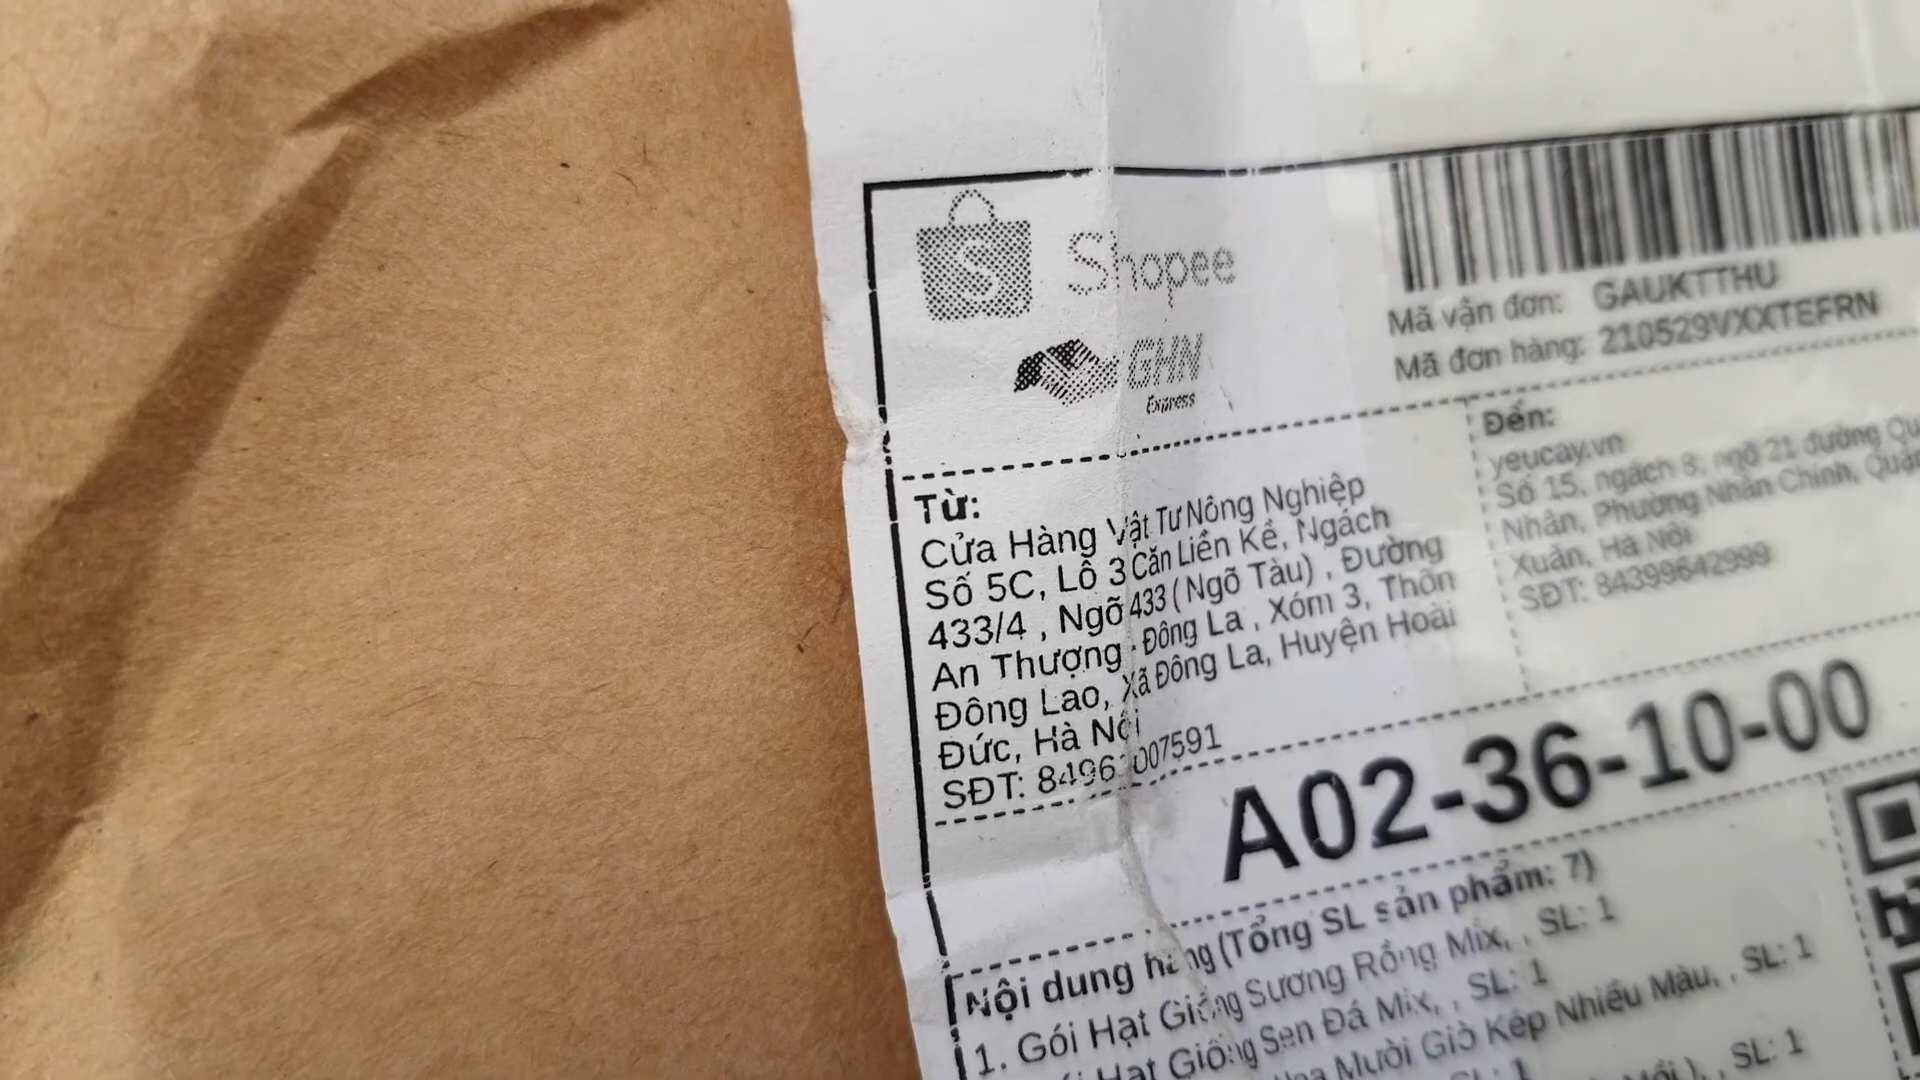 Shopee
GHN
Express
Mã vận đơn: GAUKTTHU
Mã đơn hàng: 210529VXXTEFRN
Từ:
Cửa Hàng Vật Tư Nông Nghiệp
Số 5C, Lô 3 Căn Liền Kề, Ngách
433/4 , Ngõ 433 ( Ngõ Tàu) , Đường
An Thượng - Đông La , Xóm 3, Thôn
Đông Lao, Xã Đông La, Huyện Hoài
Đức, Hà Nội
SĐT: 8496 007591
Đến:
yeucay.vn
Số 15, ngách 8, ngõ 21 đường
Nhân, Phường Nhân Chính,
Xuân, Hà Nội
SĐT: 84399642999
A02-36-10-00
Nội dung hàng (Tổng SL sản phẩm: 7)
1. Gói Hạt Giống Sương Rồng Mix, , SL: 1
Hạt Giống Sen Đá Mix, , SL: 1
Mười Giờ Kép Nhiều Màu, , SL: 1
SL: 1
, SL: 1